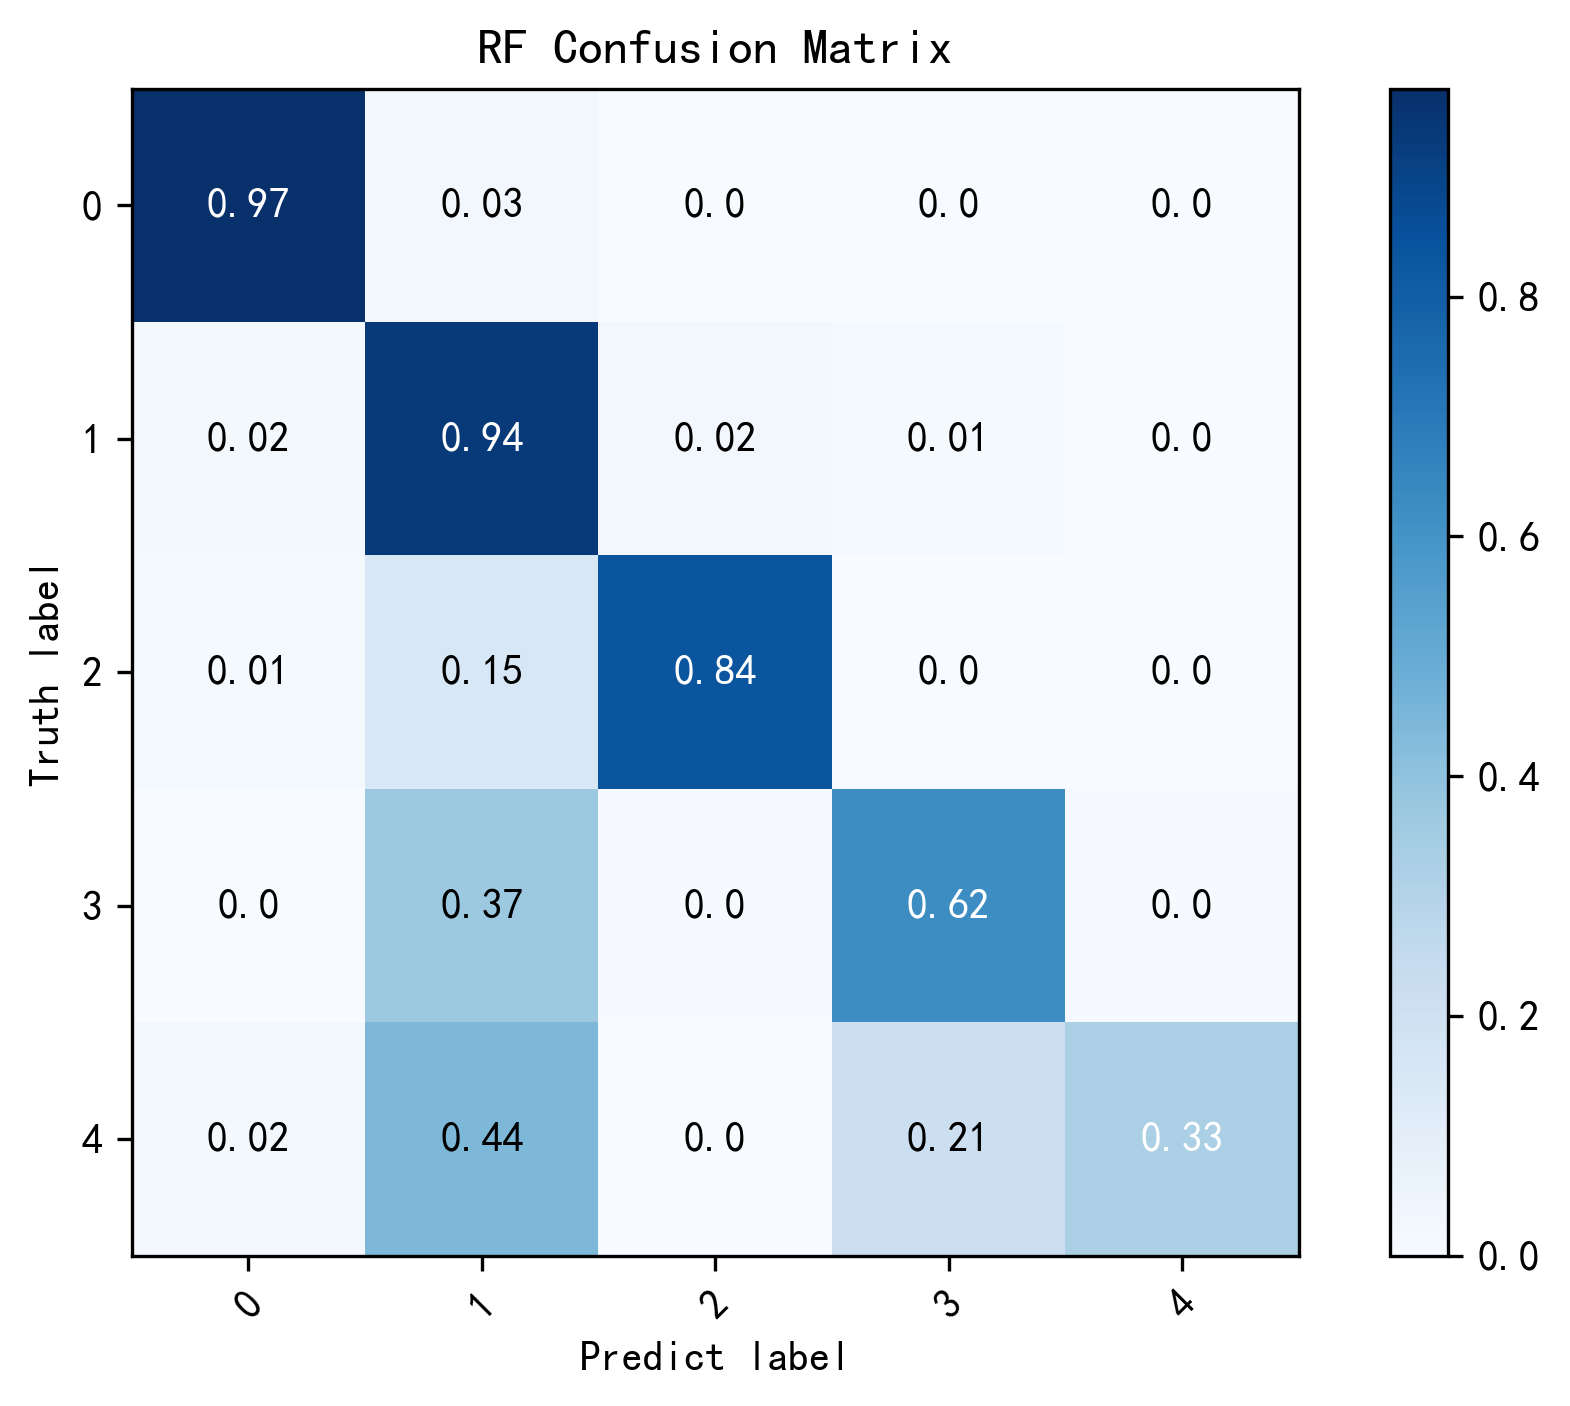 RF Confusion Matrix
0 0.97 0.03 0.0 0.0 0.0
1 0.02 0.94 0.02 0.01 0.0
2 0.01 0.15 0.84 0.0 0.0
3 0.0 0.37 0.0 0.62 0.0
4 0.02 0.44 0.0 0.21 0.33
0 1 2 3 4
Predict label
Truth label
0.8
0.6
0.4
0.2
0.0